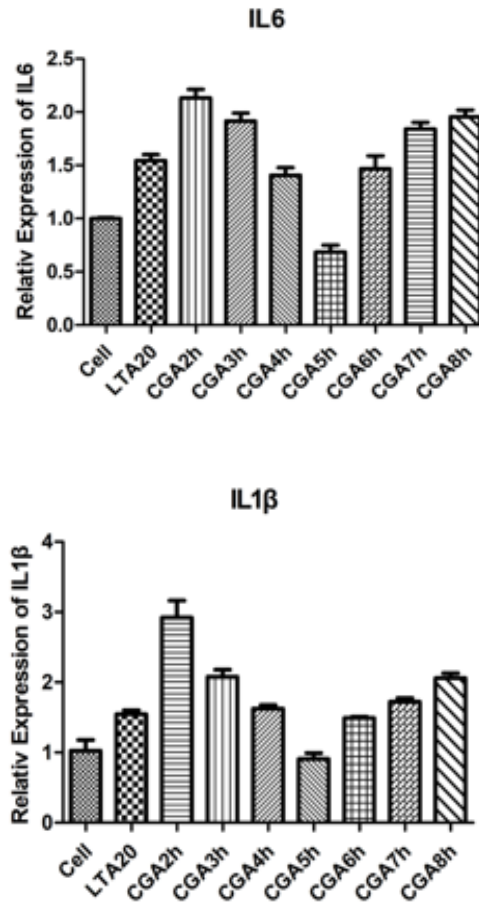 IL6
Relativ Expression of IL6
2.5
2.0
1.5
1.0
0.5
0.0
Cell
LTA20
CGA2h
CGA3h
CGA4h
CGA5h
CGA6h
CGA7h
CGA8h
IL1β
Relative Expression of IL1β
4
3
2
1
0
Cell
LTA20
CGA2h
CGA3h
CGA4h
CGA5h
CGA6h
CGA7h
CGA8h